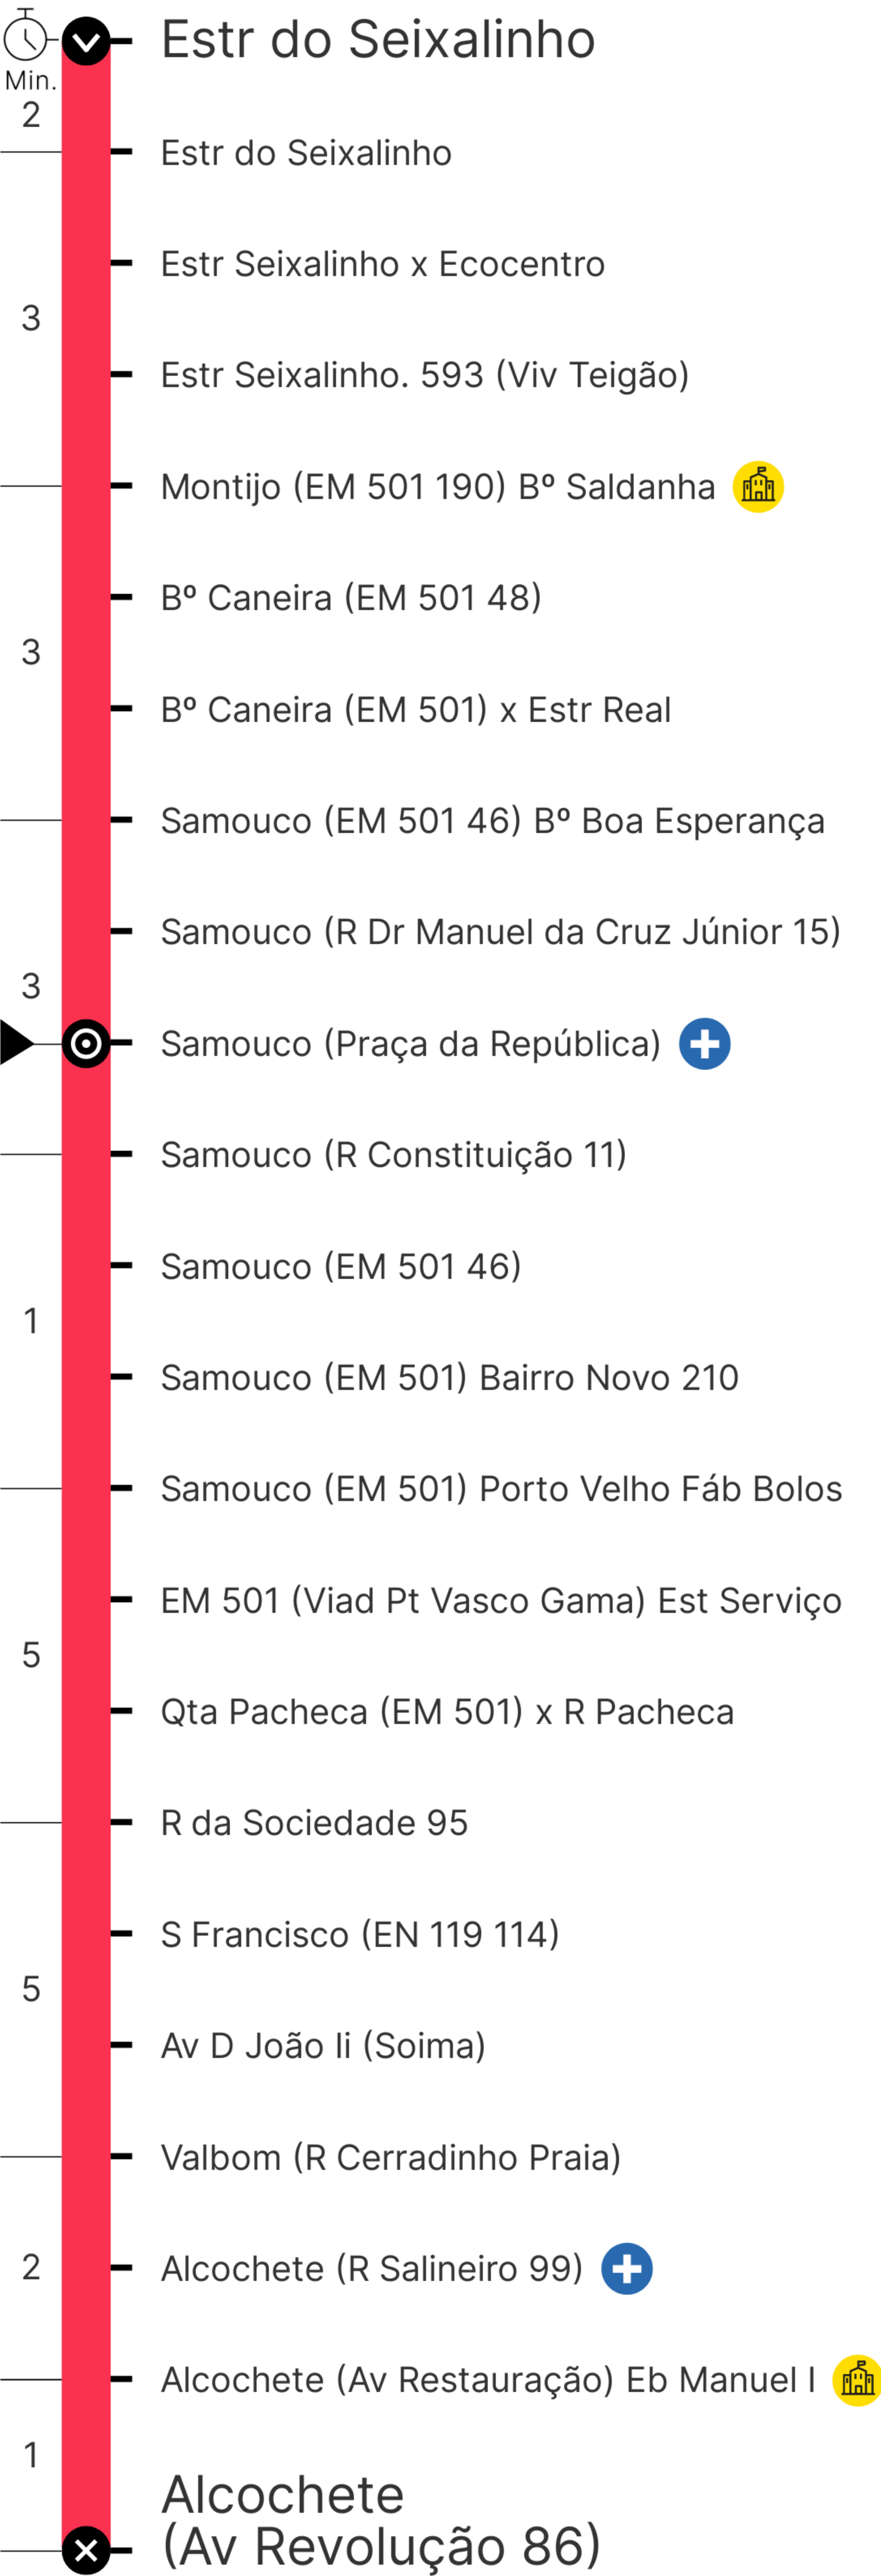 Estr do Seixalinho
Min.
2
Estr do Seixalinho
Estr Seixalinho x Ecocentro
3
Estr Seixalinho. 593 (Viv Teigão)
Montijo (EM 501 190) Bº Saldanha
Bº Caneira (EM 501 48)
3
Bº Caneira (EM 501) x Estr Real
Samouco (EM 501 46) Bº Boa Esperança
Samouco (R Dr Manuel da Cruz Júnior 15)
3
Samouco (Praça da República)
Samouco (R Constituição 11)
Samouco (EM 501 46)
1
Samouco (EM 501) Bairro Novo 210
Samouco (EM 501) Porto Velho Fáb Bolos
EM 501 (Viad Pt Vasco Gama) Est Serviço
5
Qta Pacheca (EM 501) x R Pacheca
R da Sociedade 95
S Francisco (EN 119 114)
5
Av D João Ii (Soima)
Valbom (R Cerradinho Praia)
2
Alcochete (R Salineiro 99)
Alcochete (Av Restauração) Eb Manuel I
1
Alcochete
(Av Revolução 86)